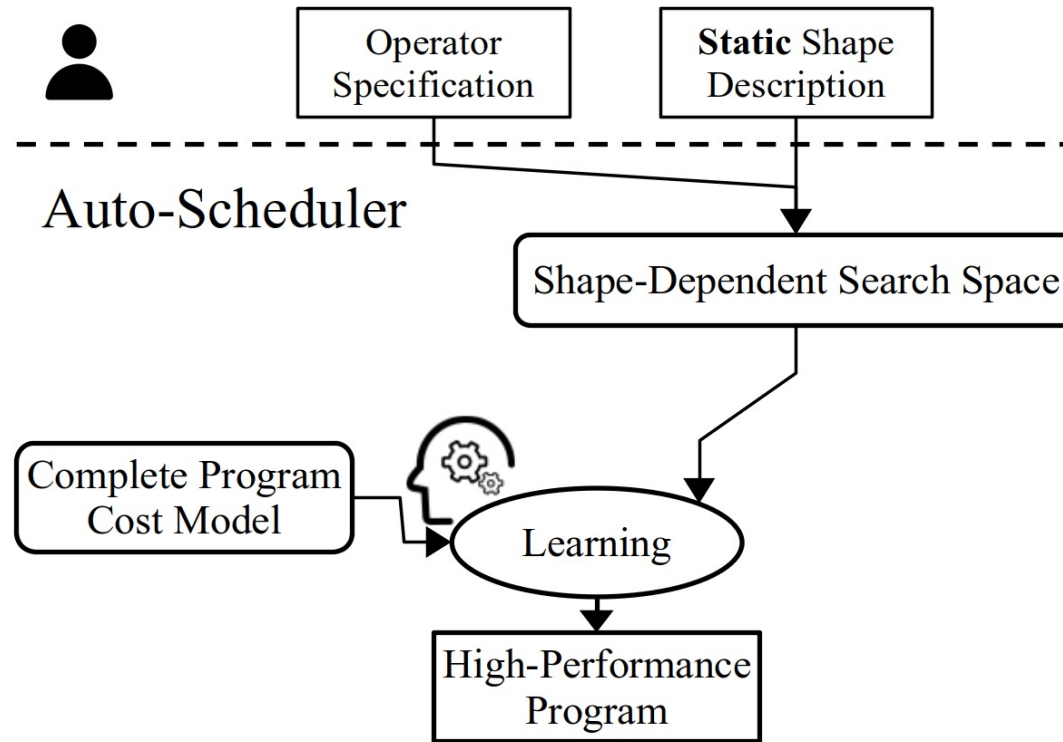 Operator
Specification
Static Shape
Description
Auto-Scheduler
Shape-Dependent Search Space
Complete Program
Cost Model
Learning
High-Performance
Program